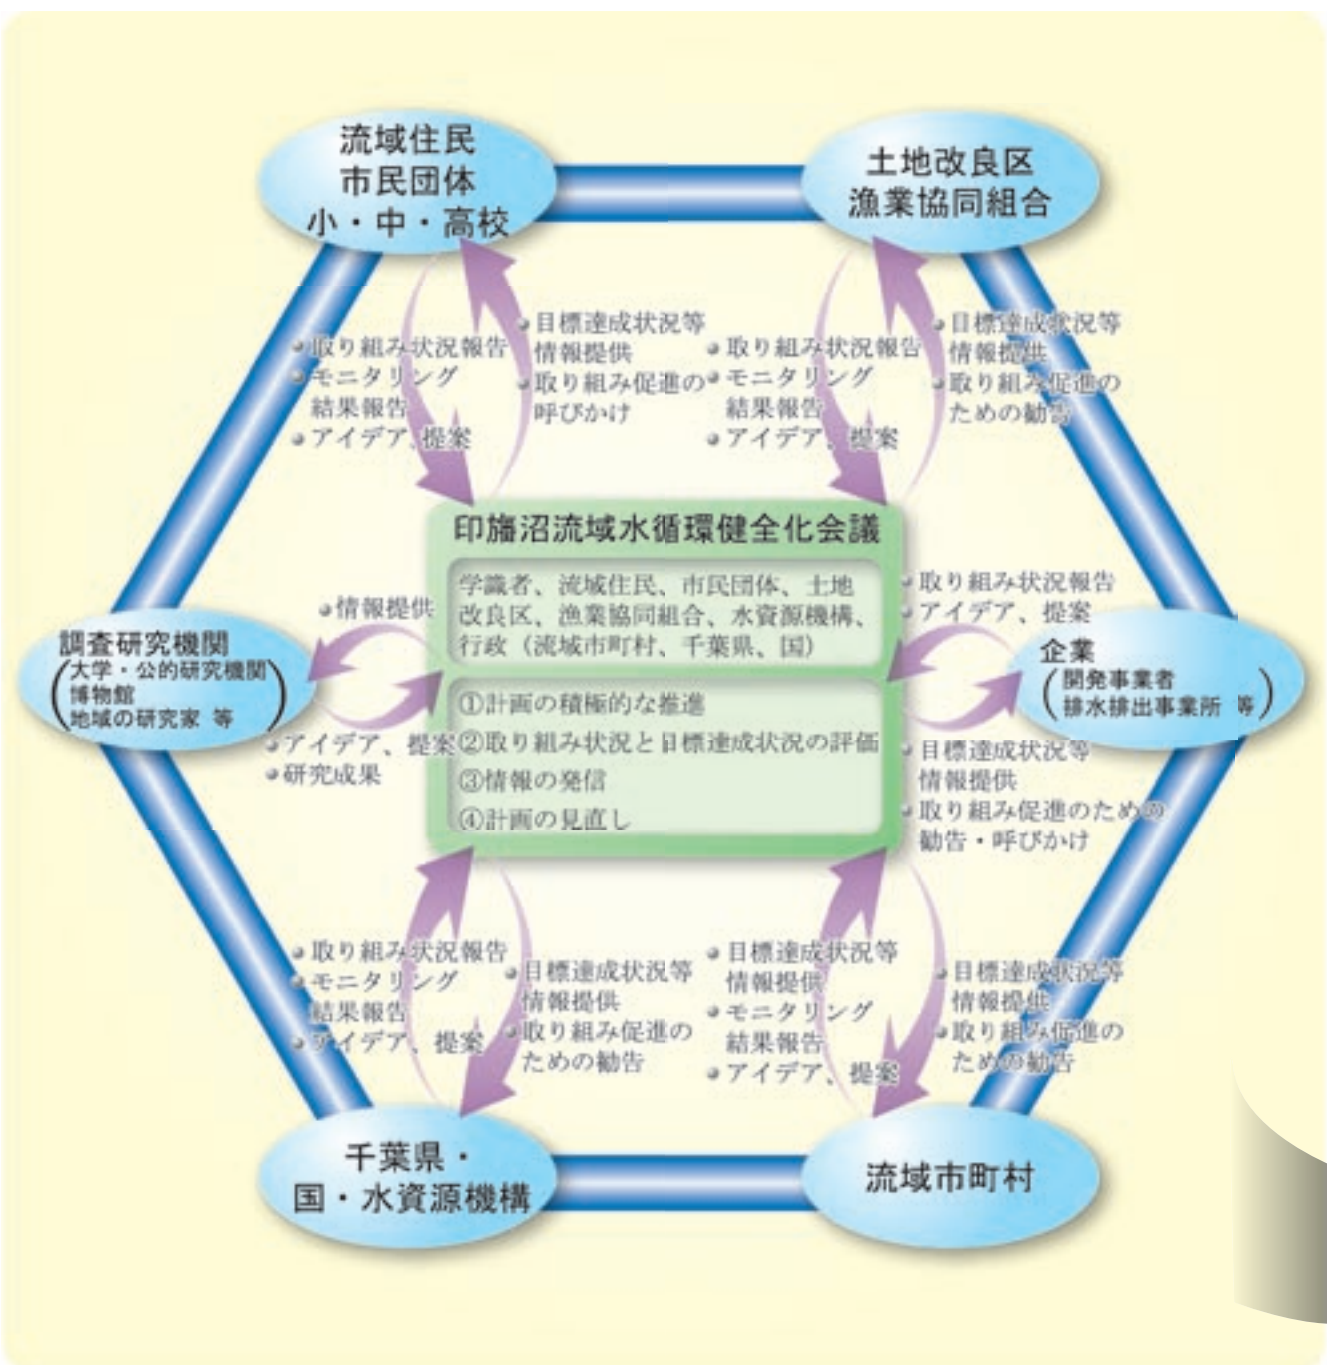 流域住民
市民団体
小・中・高校
土地改良区
漁業協同組合
取り組み状況報告
モニタリング
結果報告
アイデア、提案
目標達成状況等
情報提供
取り組み促進の
呼びかけ
取り組み状況報告
モニタリング
結果報告
アイデア、提案
目標達成状況等
情報提供
取り組み促進の
ための勧告
印旛沼流域水循環健全化会議
学識者、流域住民、市民団体、土地
改良区、漁業協同組合、水資源機構、
行政（流域市町村、千葉県、国）
①計画の積極的な推進
②取り組み状況と目標達成状況の評価
③情報の発信
④計画の見直し
情報提供
調査研究機関
(大学・公的研究機関
博物館
地域の研究家 等)
アイデア、提案
研究成果
取り組み状況報告
アイデア、提案
企業
(開発事業者
排水排出事業所 等)
目標達成状況等
情報提供
取り組み促進のための
勧告・呼びかけ
取り組み状況報告
モニタリング
結果報告
アイデア、提案
目標達成状況等
情報提供
取り組み促進の
ための勧告
目標達成状況等
情報提供
モニタリング
結果報告
アイデア、提案
目標達成状況等
情報提供
取り組み促進の
ための勧告
千葉県・
国・水資源機構
流域市町村